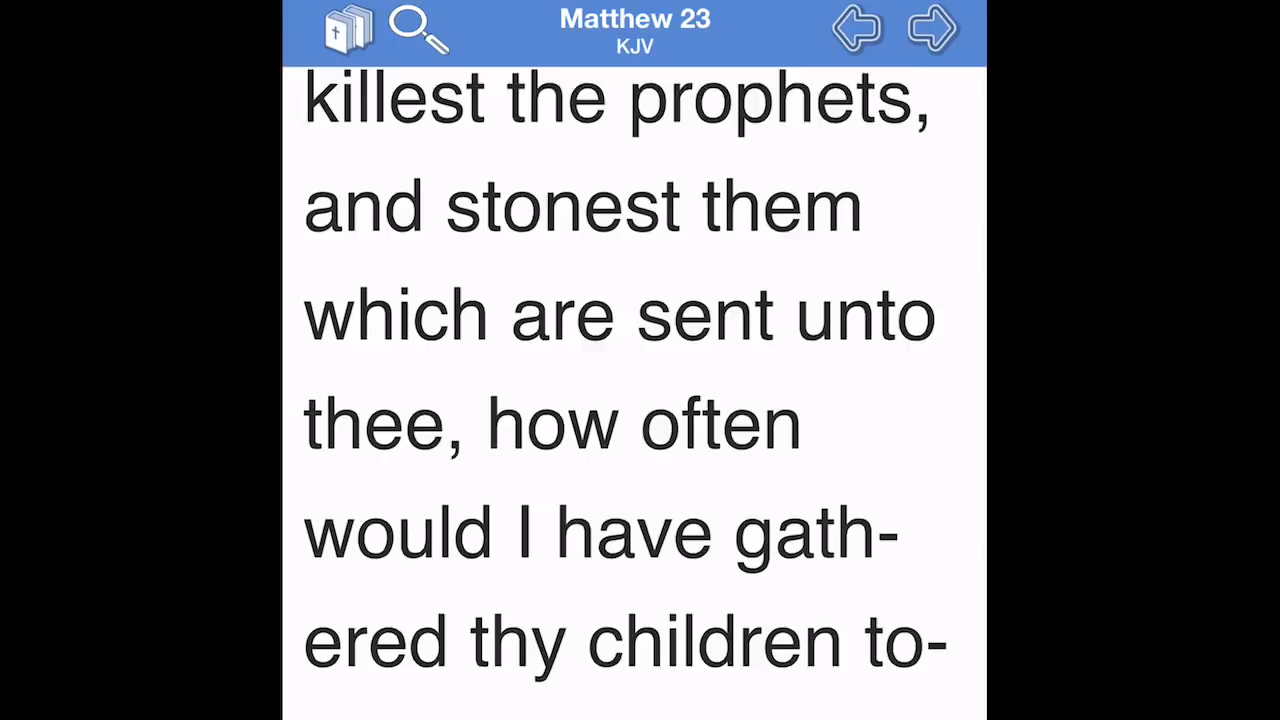 Matthew 23
KJV
killest the prophets,
and stonest them
which are sent unto
thee, how often
would I have gath-
ered thy children to-